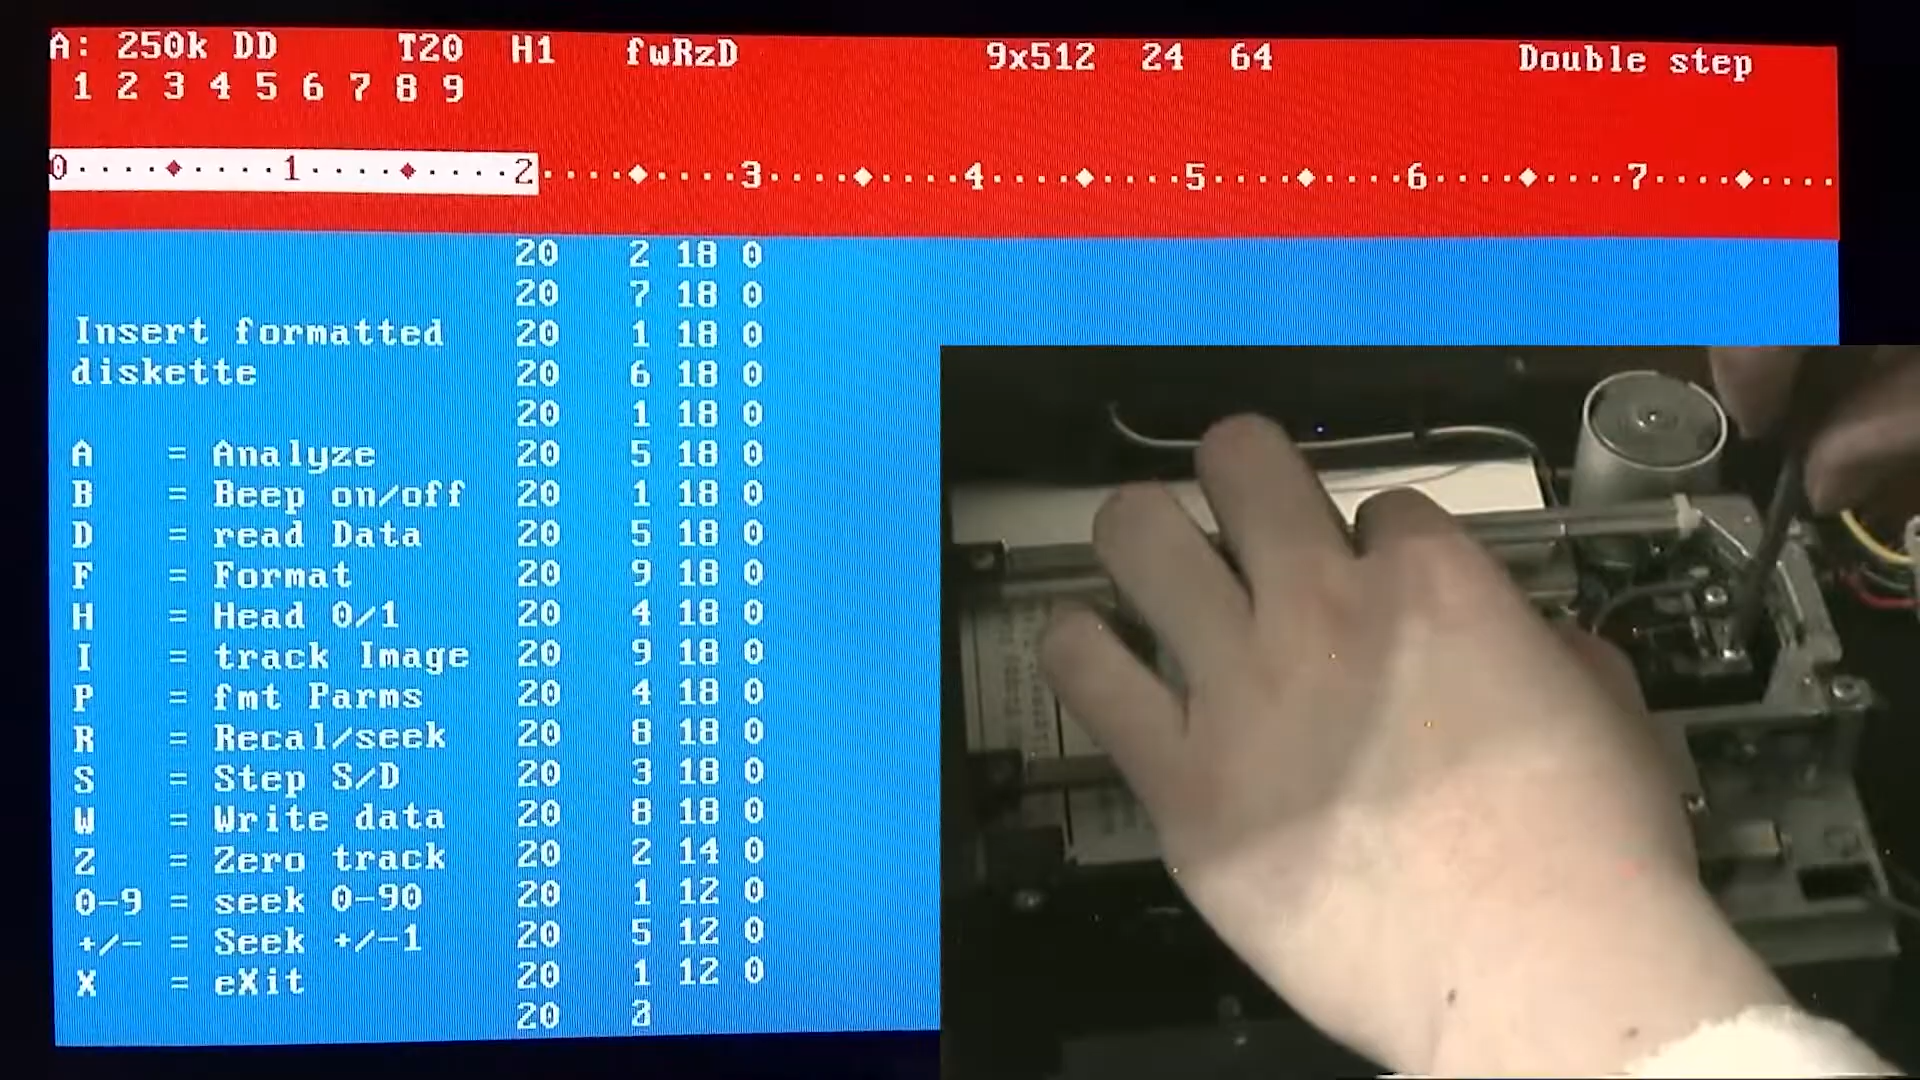 A: 250k DD T20 H1 fwRzD 9x512 24 64 Double step
1 2 3 4 5 6 7 8 9
0····♦····1····♦····2····♦····3····♦····4····♦····5····♦····6····♦····7····♦····
20 2 18 0
20 7 18 0
Insert formatted 20 1 18 0
diskette 20 6 18 0
20 1 18 0
A = Analyze 20 5 18 0
B = Beep on/off 20 1 18 0
D = read Data 20 5 18 0
F = Format 20 9 18 0
H = Head 0/1 20 4 18 0
I = track Image 20 9 18 0
P = fmt Parms 20 4 18 0
R = Recal/seek 20 8 18 0
S = Step S/D 20 3 18 0
W = Write data 20 8 18 0
Z = Zero track 20 2 14 0
0-9 = seek 0-90 20 1 12 0
+/- = Seek +/-1 20 5 12 0
X = eXit 20 1 12 0
20